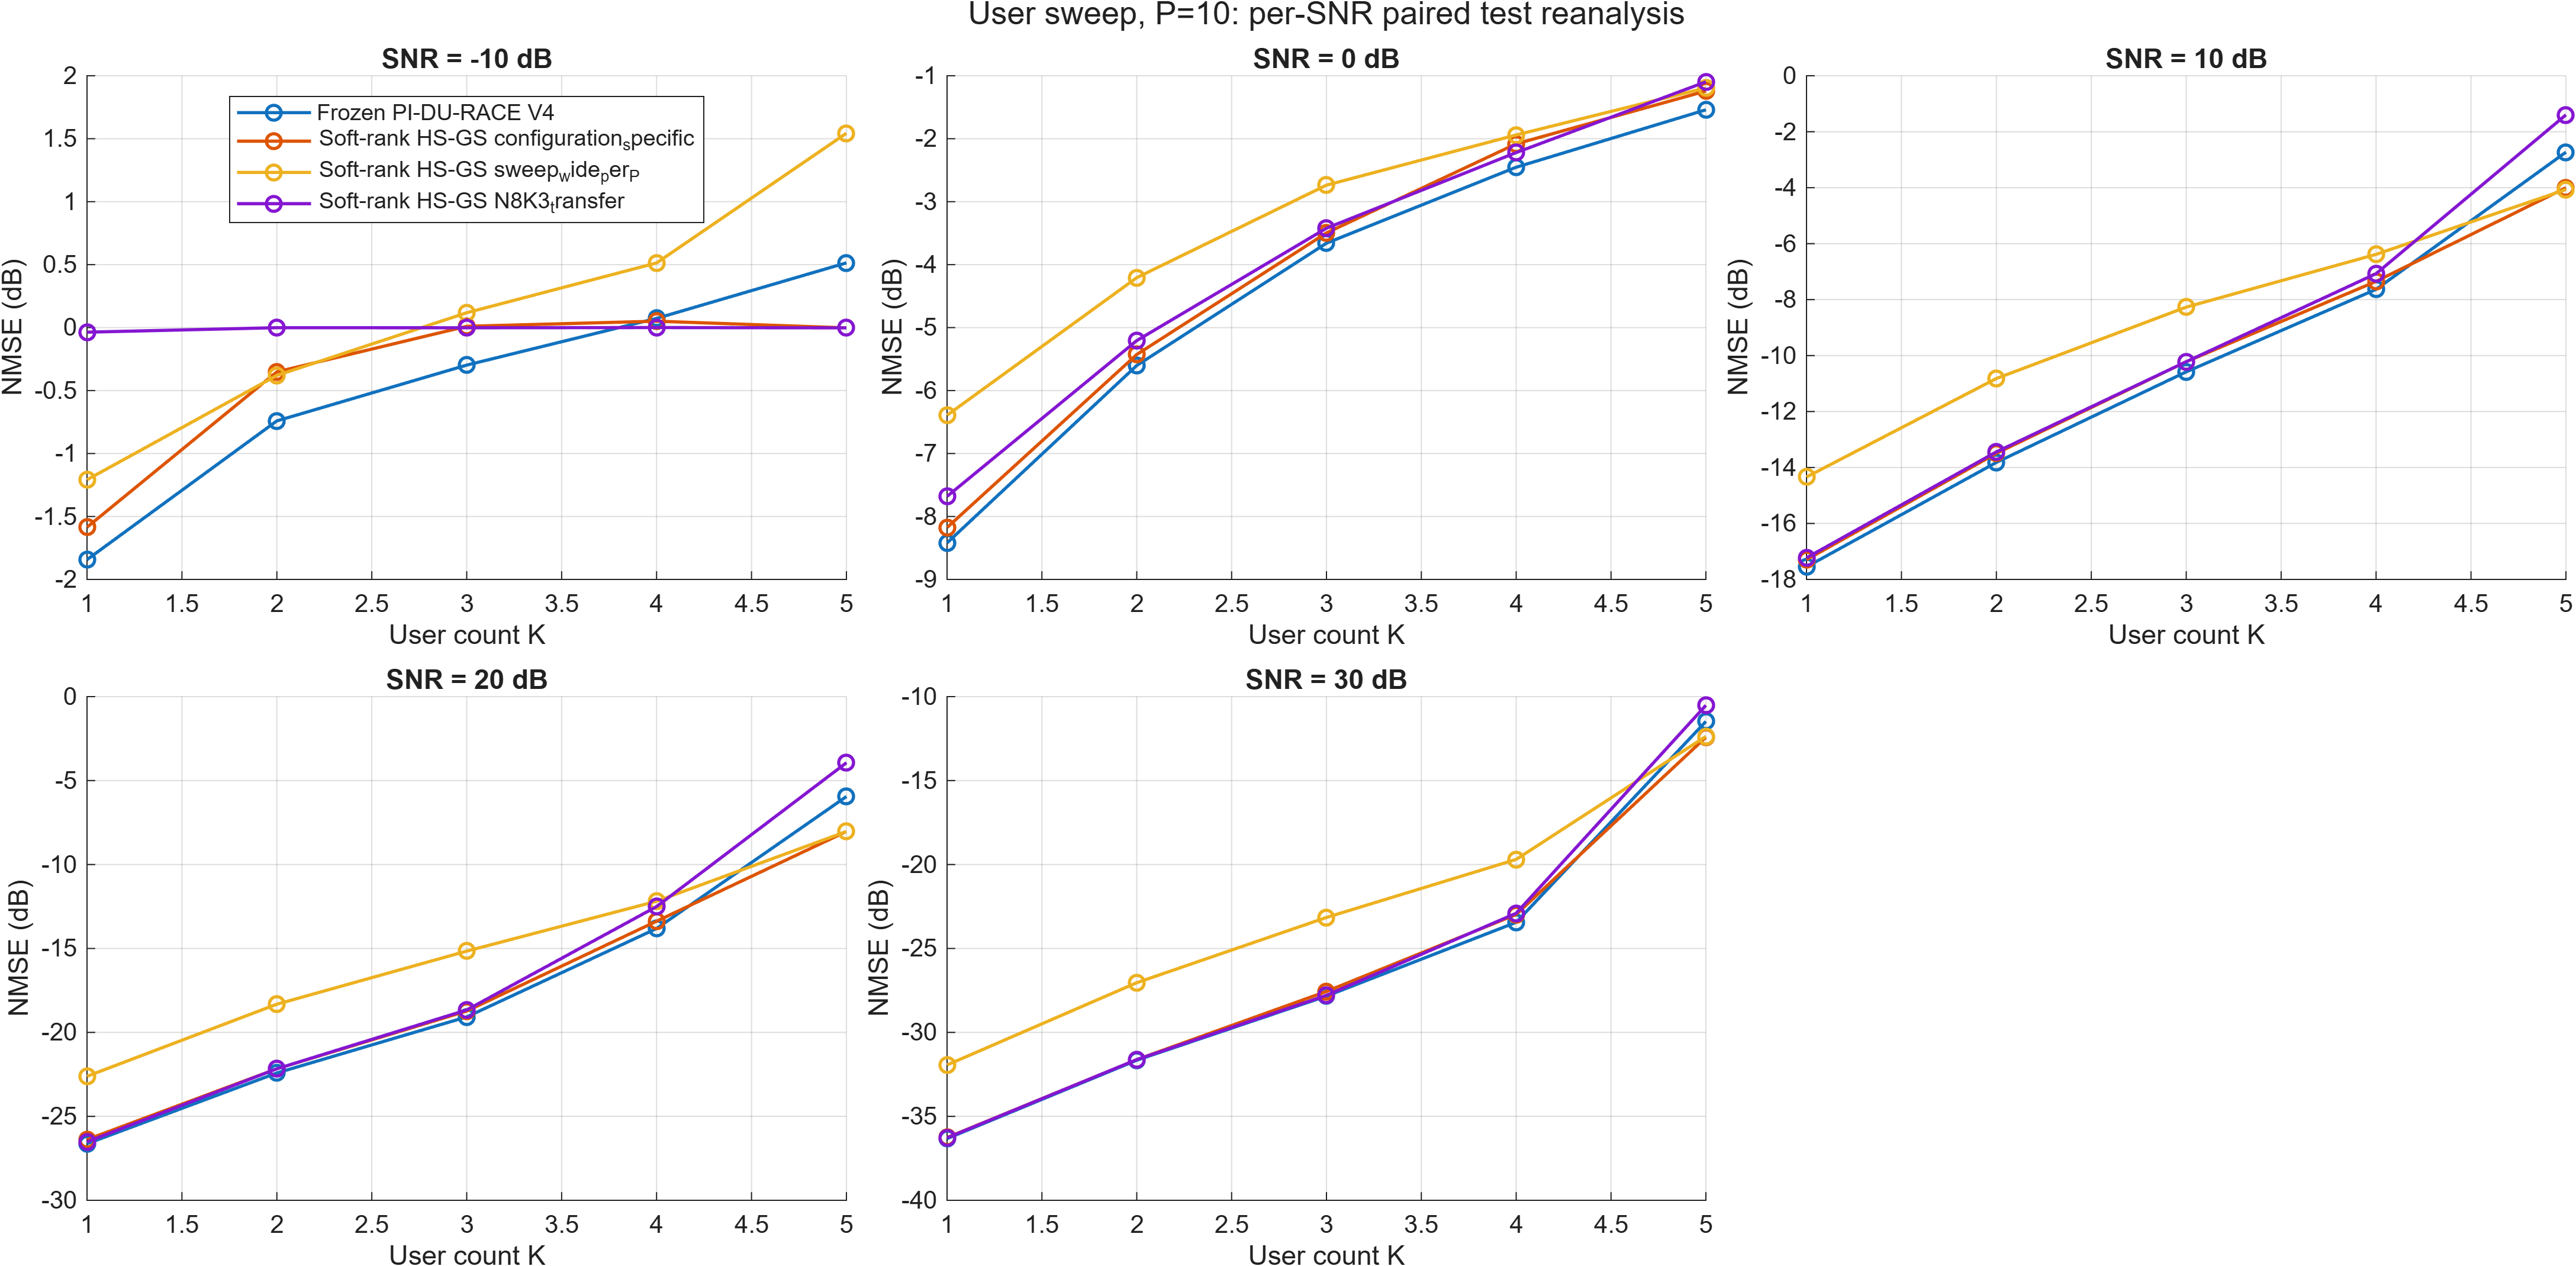 User sweep, P=10: per-SNR paired test reanalysis
SNR = -10 dB
2
1.5
1
0.5
0
-0.5
-1
-1.5
-2
NMSE (dB)
Frozen PI-DU-RACE V4
Soft-rank HS-GS configuration_specific
Soft-rank HS-GS sweep_wide_per_P
Soft-rank HS-GS N8K3_transfer
1 1.5 2 2.5 3 3.5 4 4.5 5
User count K
SNR = 0 dB
-1
-2
-3
-4
-5
-6
-7
-8
-9
NMSE (dB)
1 1.5 2 2.5 3 3.5 4 4.5 5
User count K
SNR = 10 dB
0
-2
-4
-6
-8
-10
-12
-14
-16
-18
NMSE (dB)
1 1.5 2 2.5 3 3.5 4 4.5 5
User count K
SNR = 20 dB
0
-5
-10
-15
-20
-25
-30
NMSE (dB)
1 1.5 2 2.5 3 3.5 4 4.5 5
User count K
SNR = 30 dB
-10
-15
-20
-25
-30
-35
-40
NMSE (dB)
1 1.5 2 2.5 3 3.5 4 4.5 5
User count K